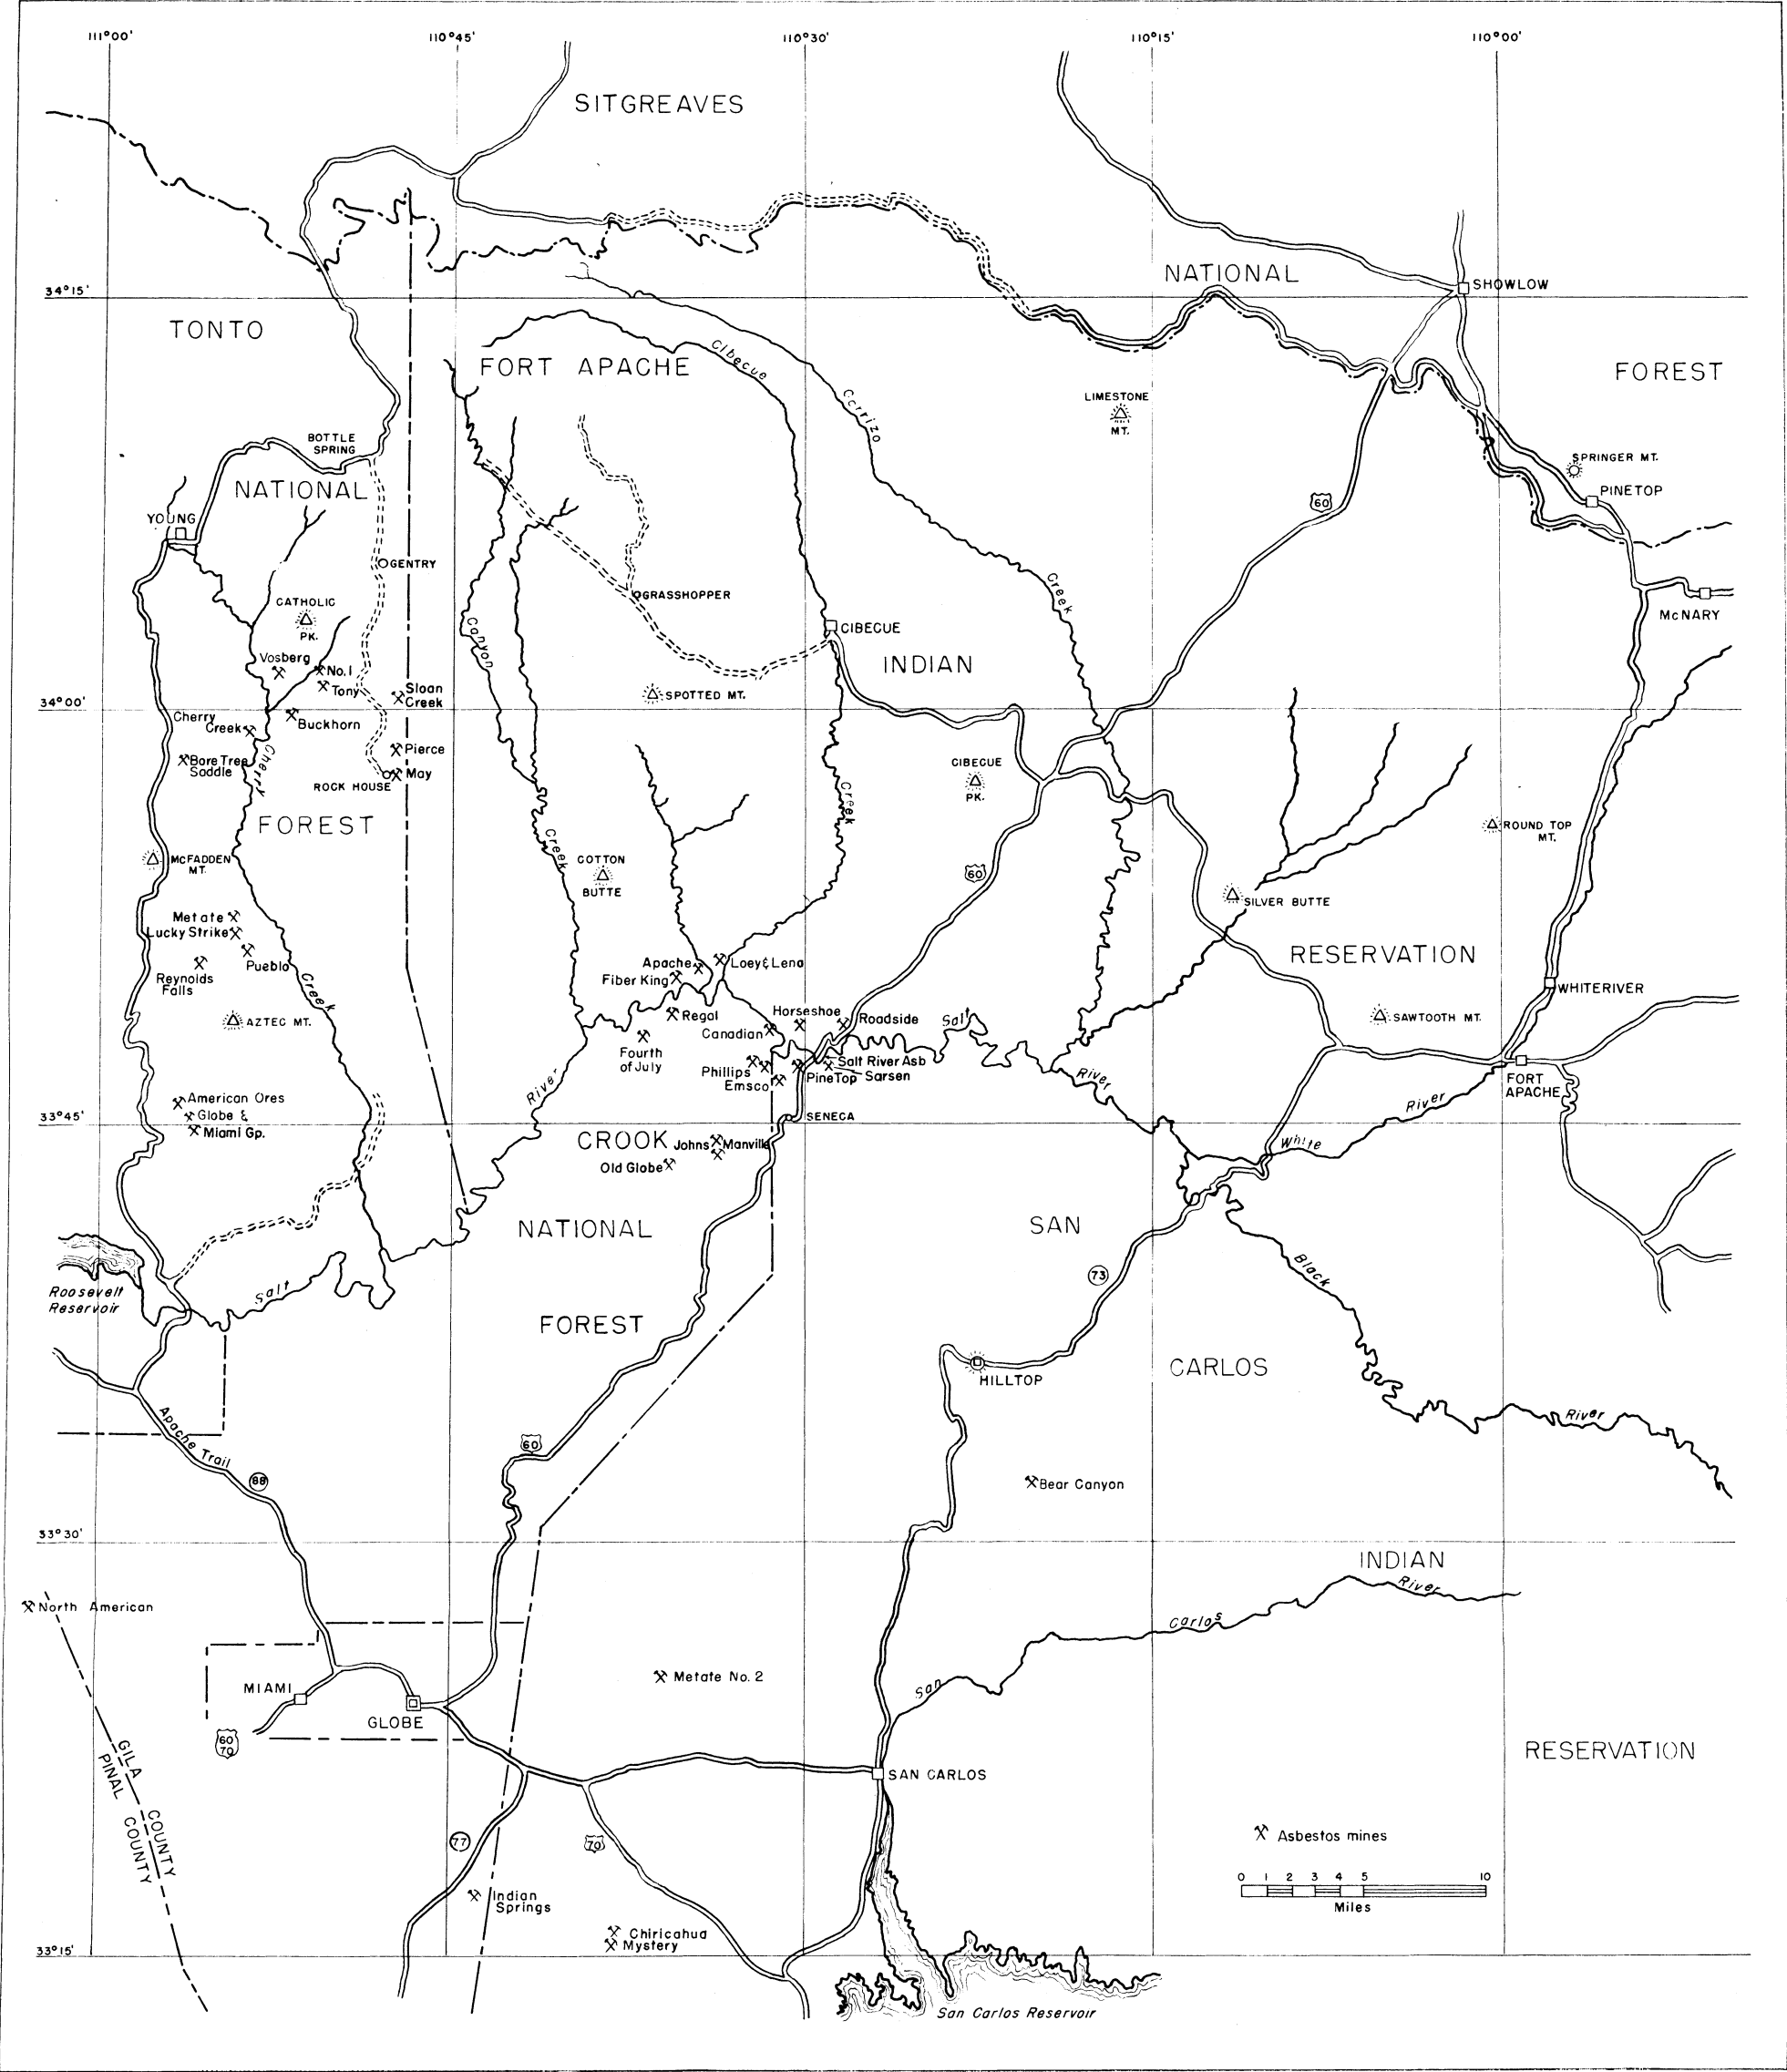 111°00'
110°45'
110°30'
110°15'
110°00'
SITGREAVES
NATIONAL
34°15'
SHOWLOW
TONTO
FORT APACHE
Cibecue
FOREST
LIMESTONE
MT.
Carrizo
BOTTLE
SPRING
SPRINGER MT.
NATIONAL
PINETOP
60
YOUNG
GENTRY
Creek
GRASSHOPPER
CATHOLIC
PK.
McNARY
CIBECUE
Canyon
Vosberg
INDIAN
No.1
Tony
Sloan
Creek
SPOTTED MT.
34°00'
Cherry
Creek
Buckhorn
Pierce
Bore Tree
Saddle
Cherry
May
ROCK HOUSE
CIBECUE
PK.
Creek
FOREST
ROUND TOP
MT.
McFADDEN
MT.
Creek
COTTON
BUTTE
60
SILVER BUTTE
Metate
Lucky Strike
Pueblo
RESERVATION
Apache
Loey & Lena
Fiber King
Reynolds
Falls
Creek
WHITERIVER
AZTEC MT.
Regal
Horseshoe
Roadside
Salt
SAWTOOTH MT.
Canadian
Fourth
of July
Salt River Asb
Phillips
PineTop
Sarsen
Emsco
River
River
FORT
APACHE
American Ores
Globe &
Miami Gp.
River
33°45'
SENECA
CROOK
Johns Manville
White
Old Globe
NATIONAL
SAN
Black
73
Roosevelt
Reservoir
Salt
FOREST
CARLOS
HILLTOP
River
Apache Trail
60
88
Bear Canyon
33°30'
INDIAN
River
North American
Carlos
San
Metate No. 2
MIAMI
GLOBE
60
70
GILA COUNTY
PINAL COUNTY
RESERVATION
SAN CARLOS
77
70
Asbestos mines
0 1 2 3 4 5 10
Miles
Indian
Springs
Chiricahua
Mystery
33°15'
San Carlos Reservoir